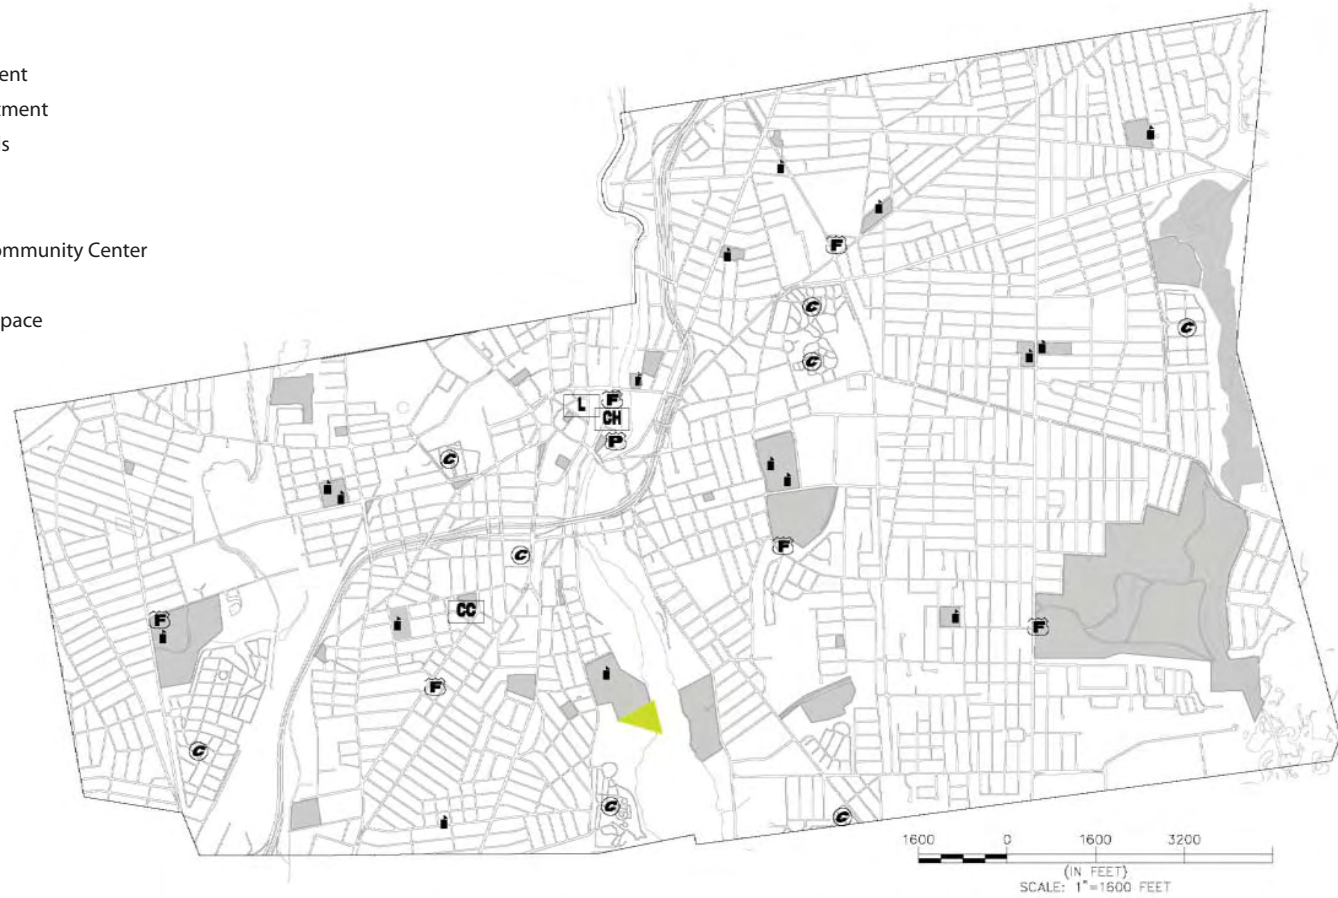 ent
tment
s
ommunity Center
pace
F
F
C
C
C
L
F
CH
P
C
C
F
CC
F
F
F
C
C
C
1600 0 1600 3200
(IN FEET)
SCALE: 1"=1600 FEET